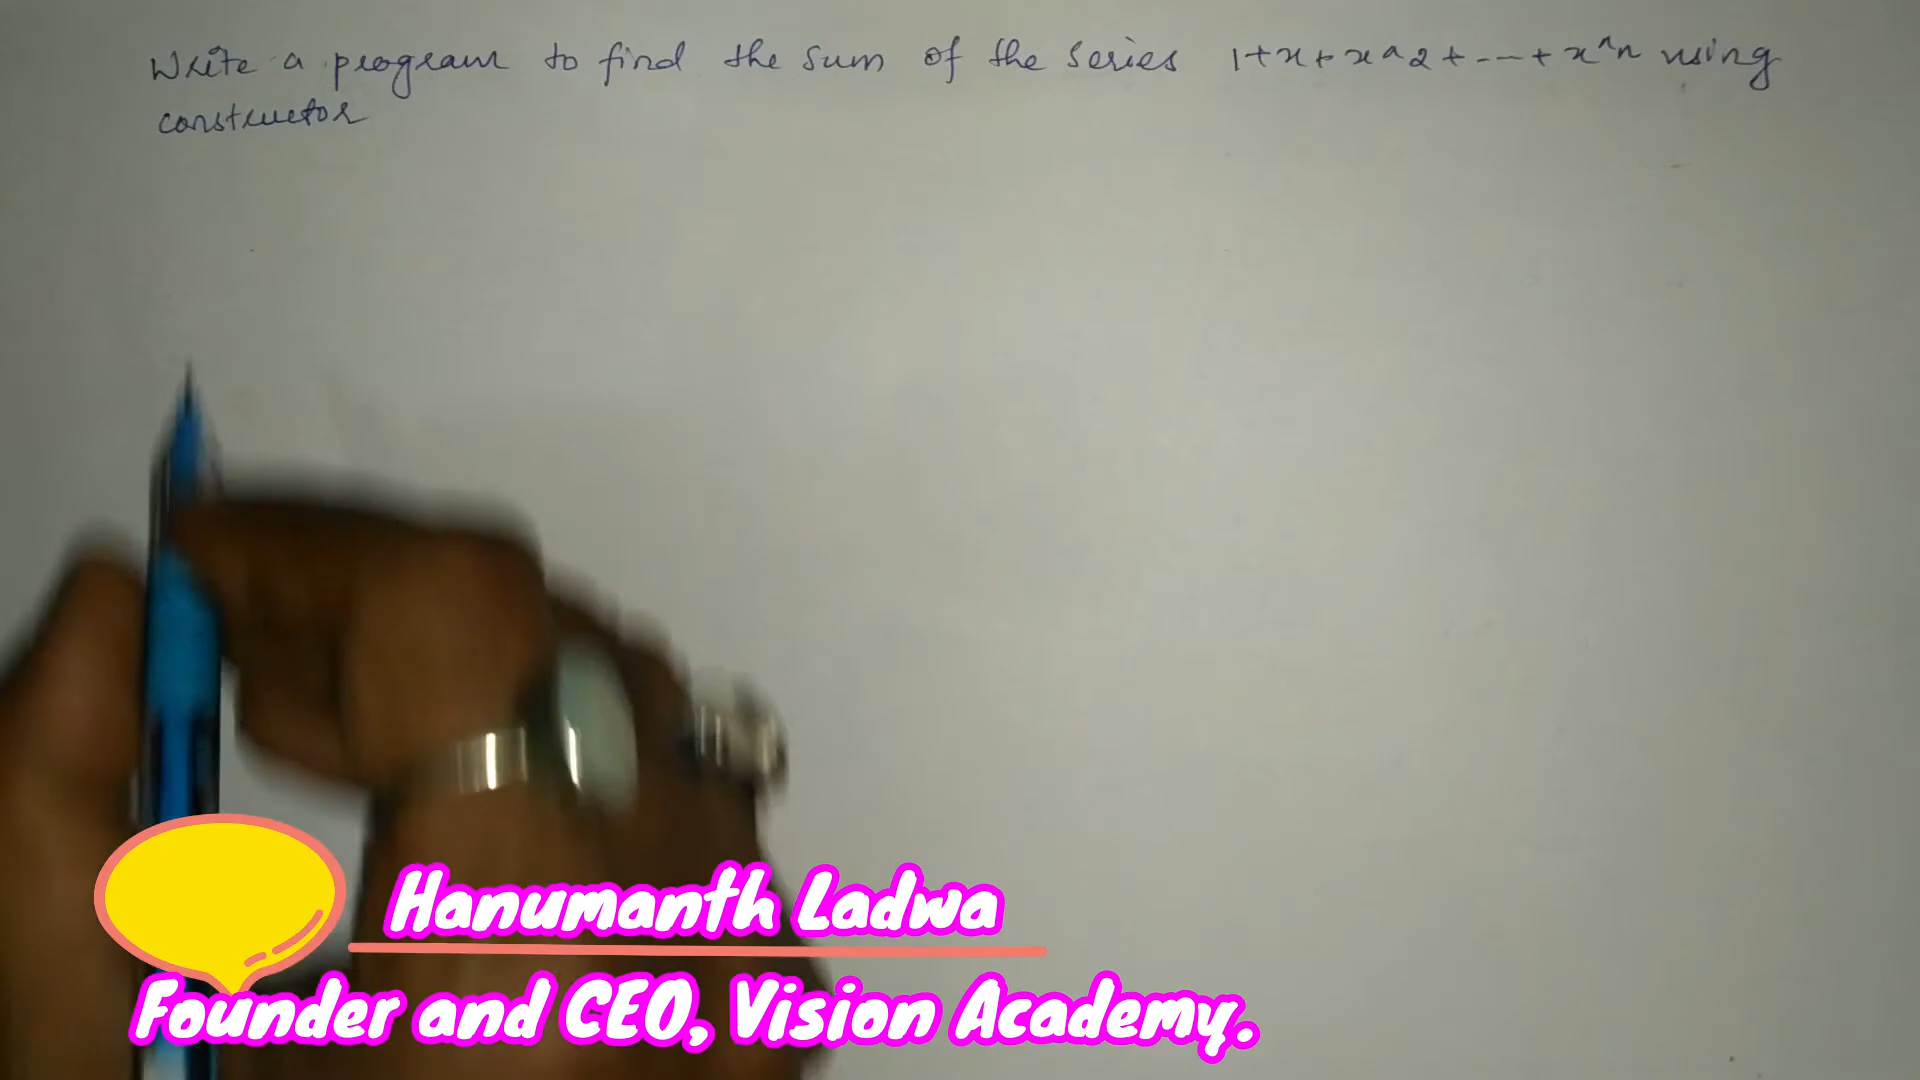 Write a program to find the sum of the series 1+x+x^2+---+x^n using
constructor
Hanumanth Ladwa
Founder and CEO, Vision Academy.